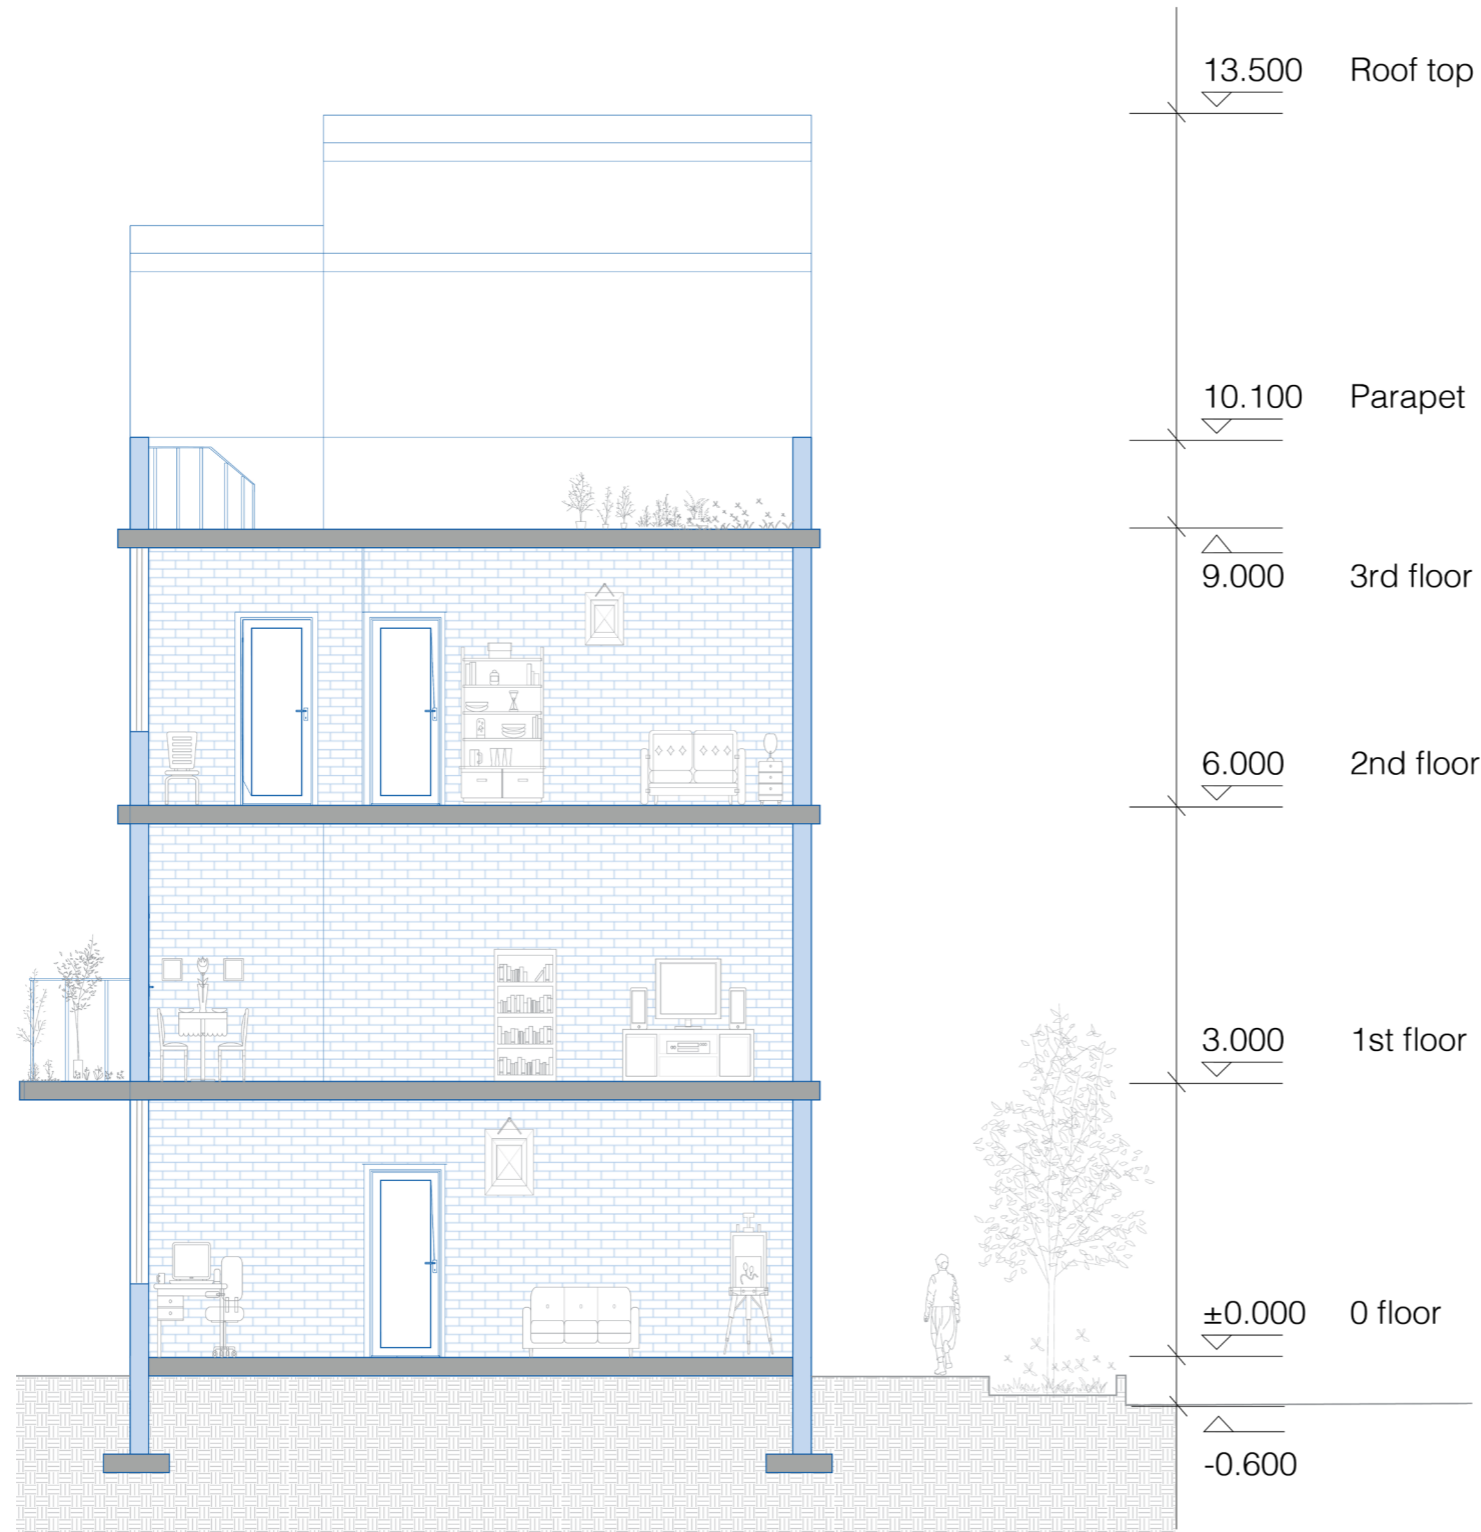 13.500 Roof top
10.100 Parapet
9.000 3rd floor
6.000 2nd floor
3.000 1st floor
±0.000 0 floor
-0.600